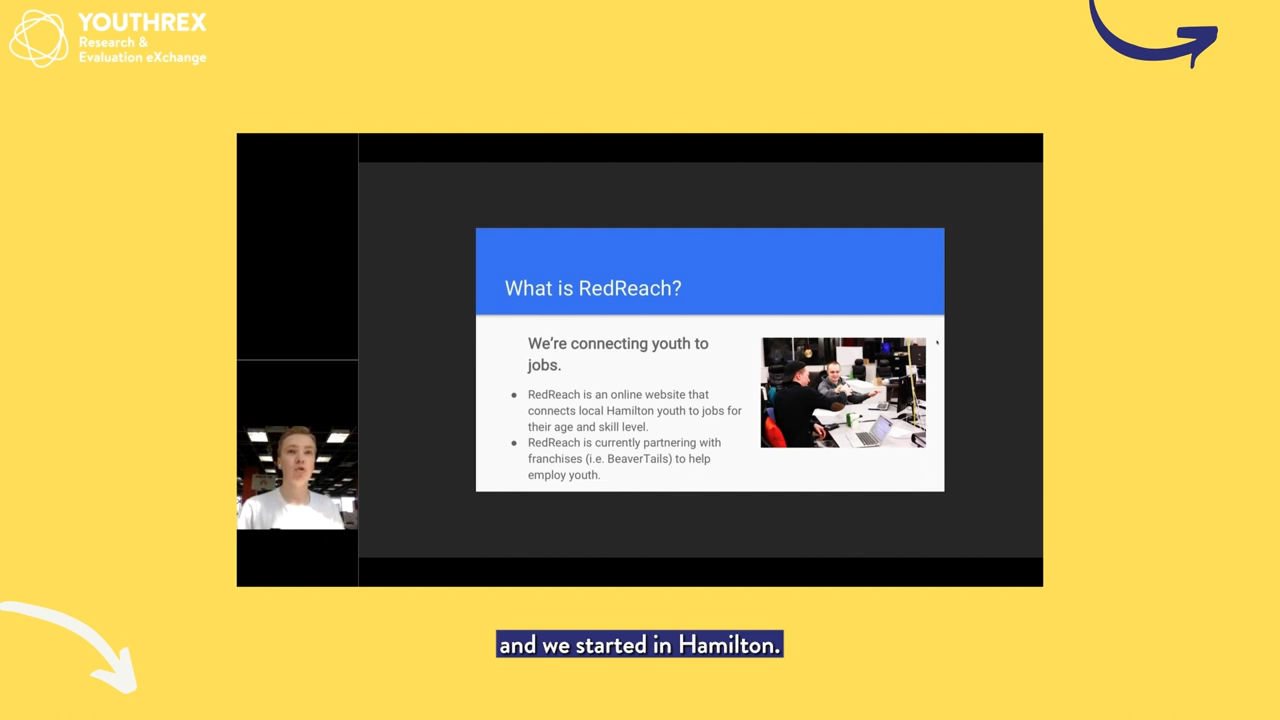 YOUTHREX
Research &
Evaluation eXchange
What is RedReach?
We're connecting youth to
jobs.
● RedReach is an online website that
connects local Hamilton youth to jobs for
their age and skill level.
● RedReach is currently partnering with
franchises (i.e. BeaverTails) to help
employ youth.
and we started in Hamilton.